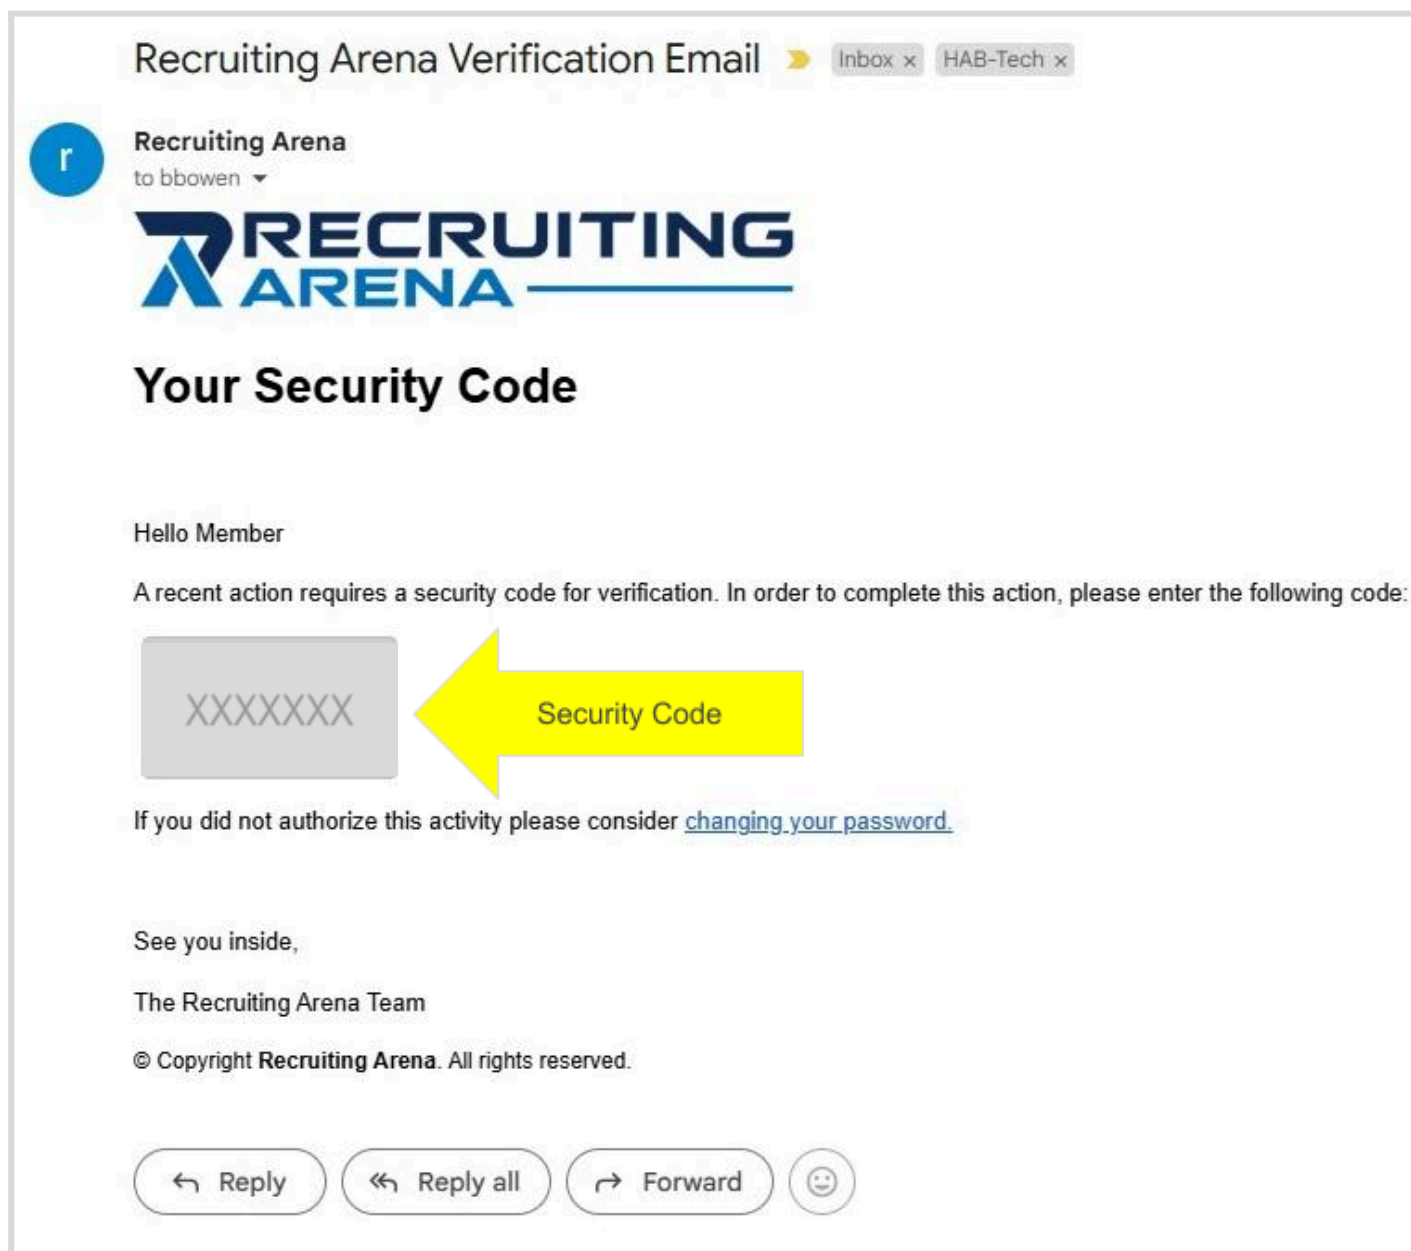 Recruiting Arena Verification Email Inbox x HAB-Tech x
r
Recruiting Arena
to bbowen
RECRUITING
ARENA
Your Security Code
Hello Member
A recent action requires a security code for verification. In order to complete this action, please enter the following code:
XXXXXXX
Security Code
If you did not authorize this activity please consider changing your password.
See you inside,
The Recruiting Arena Team
© Copyright Recruiting Arena. All rights reserved.
Reply Reply all Forward